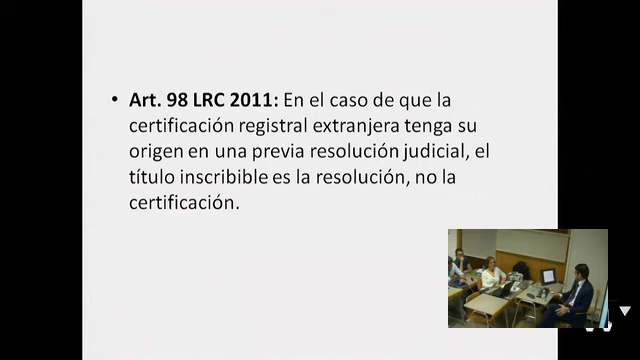 • Art. 98 LRC 2011: En el caso de que la
certificación registral extranjera tenga su
origen en una previa resolución judicial, el
título inscribible es la resolución, no la
certificación.